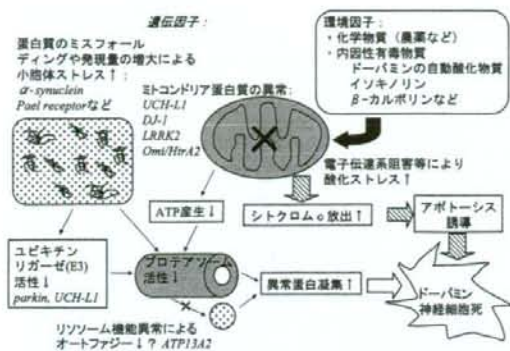 遺伝因子：
蛋白質のミスフォール
ディングや発現量の増大による
小胞体ストレス↑：
α-synuclein
Pael receptorなど
ミトコンドリア蛋白質の異常:
UCH-L1
DJ-1
LRRK2
Omi/HtrA2
環境因子：
・化学物質（農薬など）
・内因性有毒物質
ドーパミンの自動酸化物質
イソキノリン
β-カルボリンなど
電子伝達系阻害等により
酸化ストレス↑
ATP産生↓
シトクロムc放出↑
アポトーシス
誘導
ユビキチン
リガーゼ(E3)
活性↓
parkin, UCH-L1
プロテアソーム
活性↓
異常蛋白凝集↑
ドーパミン
神経細胞死
リソソーム機能異常による
オートファジー↓? ATP13A2